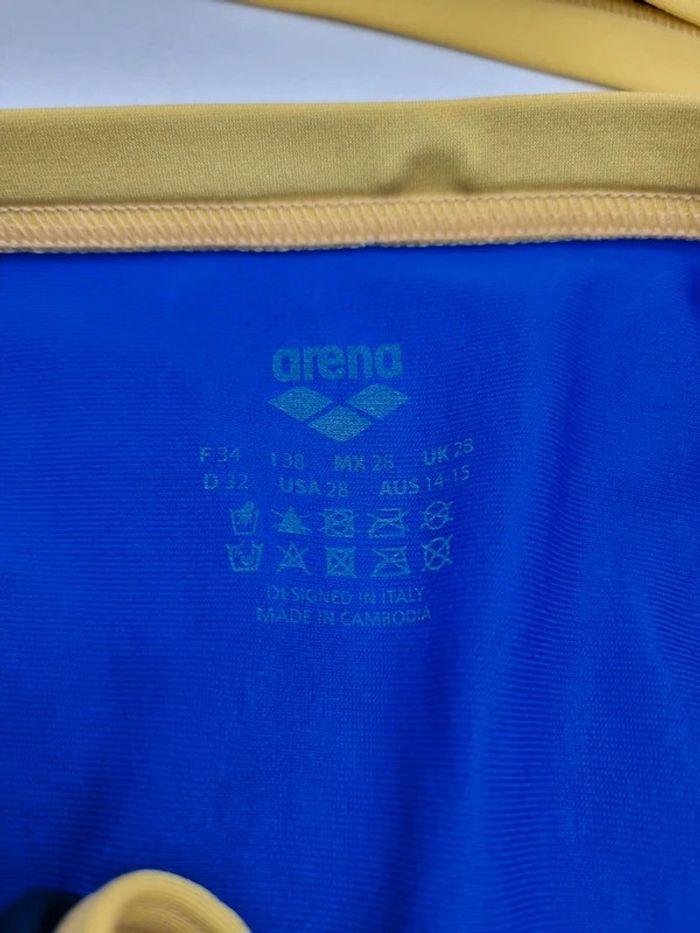 arena
F 34 I 38 MX 28 UK 28
D 32 USA 28 AUS 14-15
DESIGNED IN ITALY
MADE IN CAMBODIA